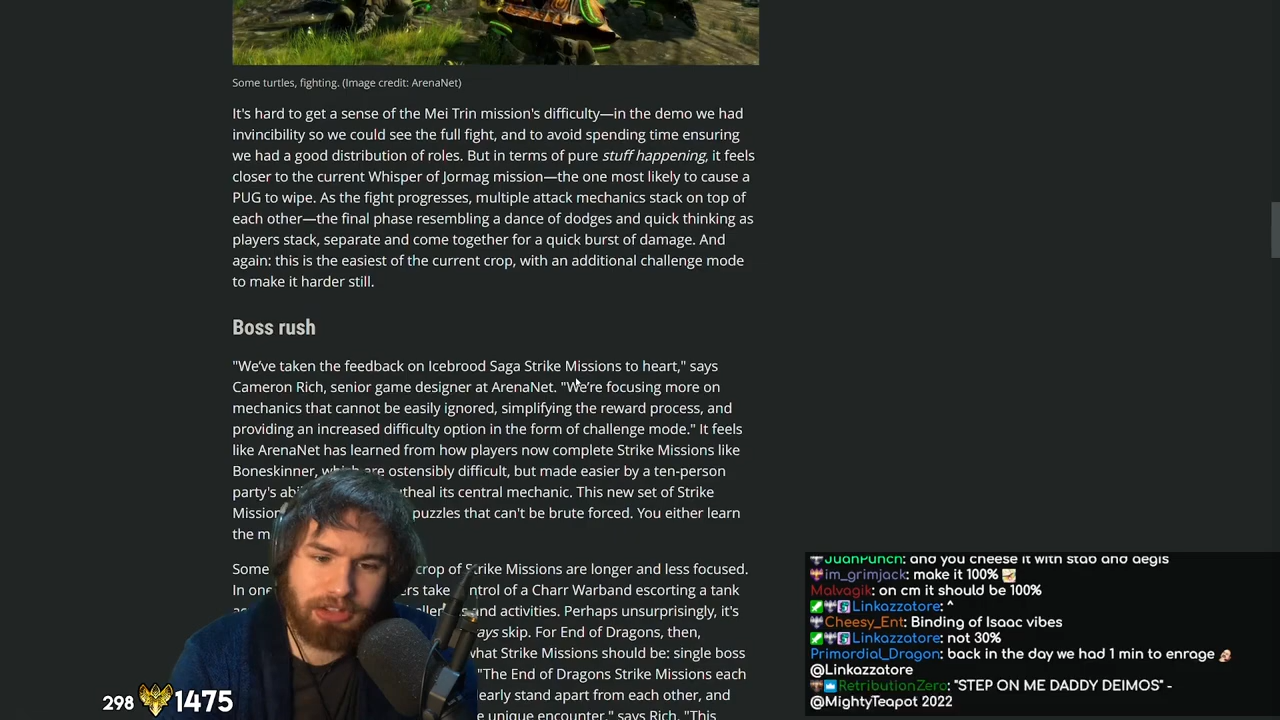 Some turtles, fighting. (Image credit: ArenaNet)
It's hard to get a sense of the Mei Trin mission's difficulty—in the demo we had
invincibility so we could see the full fight, and to avoid spending time ensuring
we had a good distribution of roles. But in terms of pure stuff happening, it feels
closer to the current Whisper of Jormag mission—the one most likely to cause a
PUG to wipe. As the fight progresses, multiple attack mechanics stack on top of
each other—the final phase resembling a dance of dodges and quick thinking as
players stack, separate and come together for a quick burst of damage. And
again: this is the easiest of the current crop, with an additional challenge mode
to make it harder still.
Boss rush
"We've taken the feedback on Icebrood Saga Strike Missions to heart," says
Cameron Rich, senior game designer at ArenaNet. "We're focusing more on
mechanics that cannot be easily ignored, simplifying the reward process, and
providing an increased difficulty option in the form of challenge mode." It feels
like ArenaNet has learned from how players now complete Strike Missions like
Boneskinner, which are ostensibly difficult, but made easier by a ten-person
party's utheal its central mechanic. This new set of Strike
puzzles that can't be brute forced. You either learn
the
Some crop of Strike Missions are longer and less focused.
In one take control of a Charr Warband escorting a tank
and activities. Perhaps unsurprisingly, it's
skip. For End of Dragons, then,
what Strike Missions should be: single boss
"The End of Dragons Strike Missions each
early stand apart from each other, and
unique encounter," says Rich. "This
JuanPunch: and you cheese it with stab and aegis
im_grimjack: make it 100%
Malvagik: on cm it should be 100%
Linkazzatore: ^
Cheesy_Ent: Binding of Isaac vibes
Linkazzatore: not 30%
Primordial_Dragon: back in the day we had 1 min to enrage
@Linkazzatore
RetributionZero: "STEP ON ME DADDY DEIMOS" -
@MightyTeapot 2022
298 1475